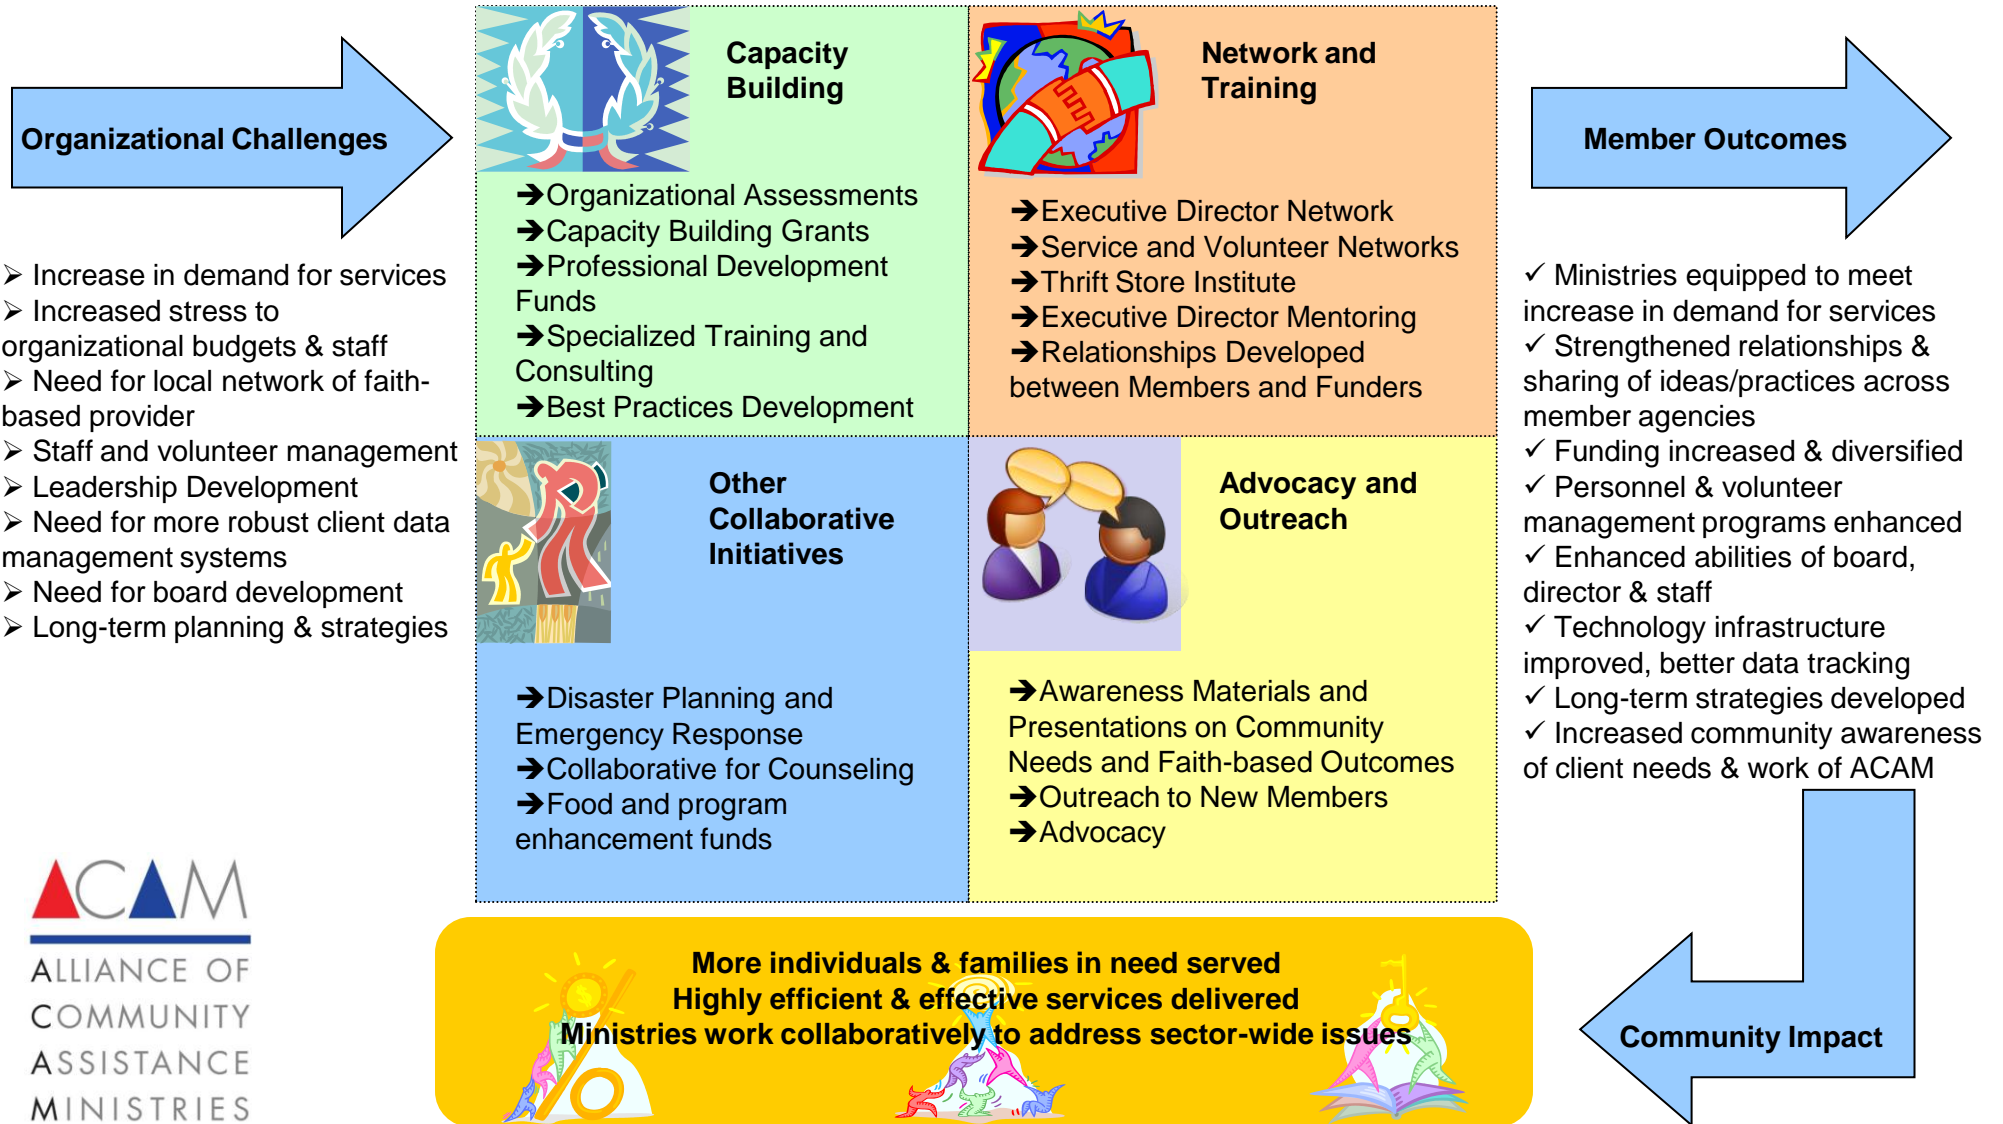 Organizational Challenges
➢ Increase in demand for services
➢ Increased stress to
organizational budgets & staff
➢ Need for local network of faith-
based provider
➢ Staff and volunteer management
➢ Leadership Development
➢ Need for more robust client data
management systems
➢ Need for board development
➢ Long-term planning & strategies
ACAM
ALLIANCE OF
COMMUNITY
ASSISTANCE
MINISTRIES
Capacity
Building
➔Organizational Assessments
➔Capacity Building Grants
➔Professional Development
Funds
➔Specialized Training and
Consulting
➔Best Practices Development
Network and
Training
➔Executive Director Network
➔Service and Volunteer Networks
➔Thrift Store Institute
➔Executive Director Mentoring
➔Relationships Developed
between Members and Funders
Other
Collaborative
Initiatives
➔Disaster Planning and
Emergency Response
➔Collaborative for Counseling
➔Food and program
enhancement funds
Advocacy and
Outreach
➔Awareness Materials and
Presentations on Community
Needs and Faith-based Outcomes
➔Outreach to New Members
➔Advocacy
Member Outcomes
✓ Ministries equipped to meet
increase in demand for services
✓ Strengthened relationships &
sharing of ideas/practices across
member agencies
✓ Funding increased & diversified
✓ Personnel & volunteer
management programs enhanced
✓ Enhanced abilities of board,
director & staff
✓ Technology infrastructure
improved, better data tracking
✓ Long-term strategies developed
✓ Increased community awareness
of client needs & work of ACAM
Community Impact
More individuals & families in need served
Highly efficient & effective services delivered
Ministries work collaboratively to address sector-wide issues